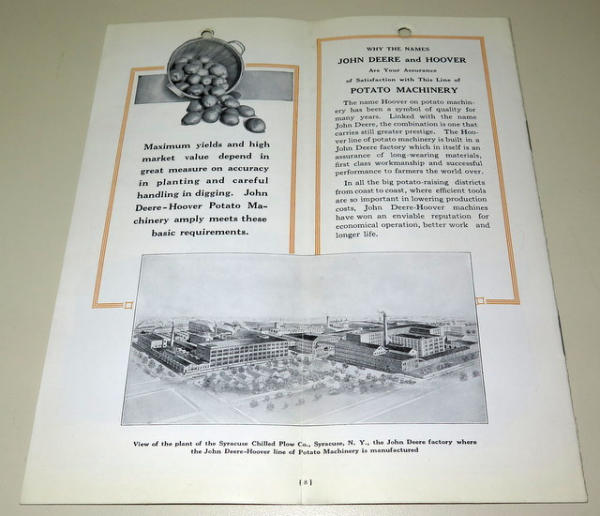 Maximum yields and high
market value depend in
great measure on accuracy
in planting and careful
handling in digging. John
Deere-Hoover Potato Ma-
chinery amply meets these
basic requirements.
WHY THE NAMES
JOHN DEERE and HOOVER
Are Your Assurance
of Satisfaction with This Line of
POTATO MACHINERY
The name Hoover on potato machin-
ery has been a symbol of quality for
many years. Linked with the name
John Deere, the combination is one that
carries still greater prestige. The Hoo-
ver line of potato machinery is built in a
John Deere factory which in itself is an
assurance of long-wearing materials,
first class workmanship and successful
performance to farmers the world over.
In all the big potato-raising districts
from coast to coast, where efficient tools
are so important in lowering production
costs, John Deere-Hoover machines
have won an enviable reputation for
economical operation, better work and
longer life.
View of the plant of the Syracuse Chilled Plow Co., Syracuse, N. Y., the John Deere factory where
the John Deere-Hoover line of Potato Machinery is manufactured
[8]